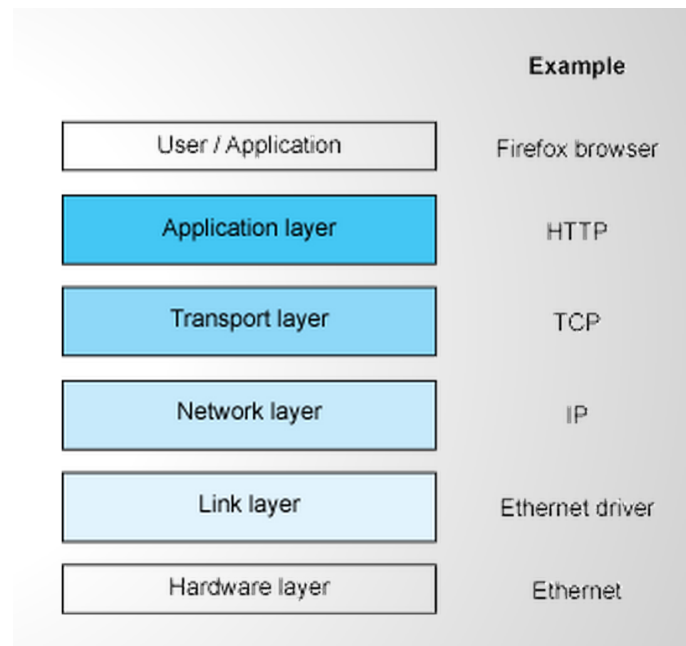 Example
User / Application Firefox browser
Application layer HTTP
Transport layer TCP
Network layer IP
Link layer Ethernet driver
Hardware layer Ethernet